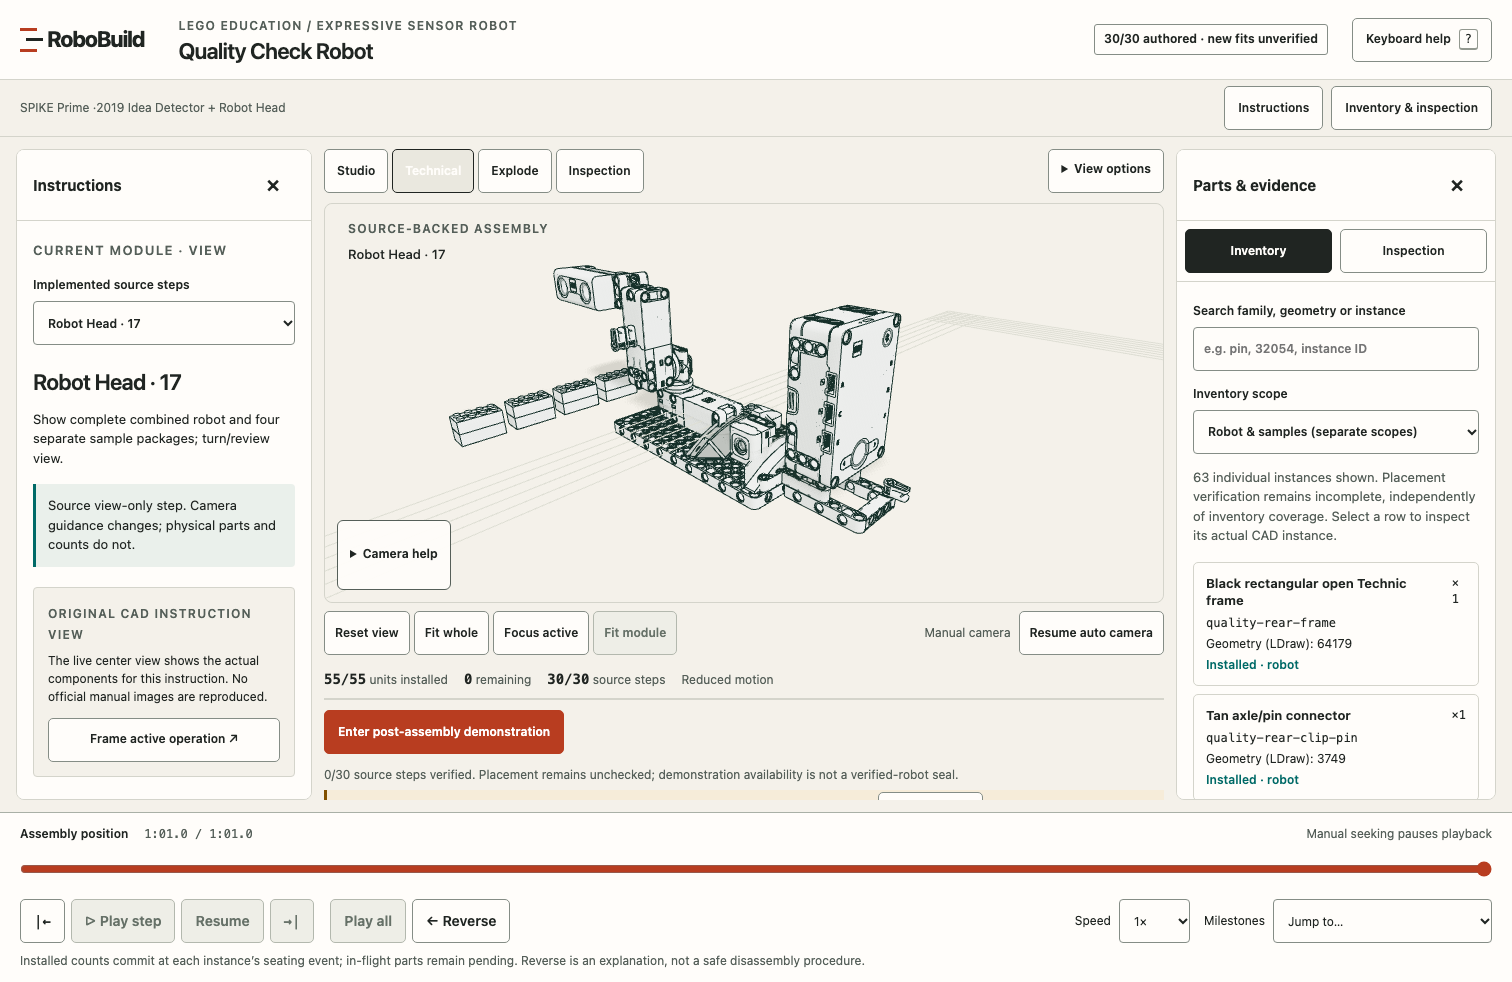 RoboBuild
LEGO EDUCATION / EXPRESSIVE SENSOR ROBOT
Quality Check Robot
30/30 authored · new fits unverified
Keyboard help ?
SPIKE Prime ·2019 Idea Detector + Robot Head
Instructions
Inventory & inspection
Instructions
CURRENT MODULE · VIEW
Implemented source steps
Robot Head · 17
Robot Head · 17
Show complete combined robot and four
separate sample packages; turn/review
view.
Source view-only step. Camera
guidance changes; physical parts and
counts do not.
ORIGINAL CAD INSTRUCTION
VIEW
The live center view shows the actual
components for this instruction. No
official manual images are reproduced.
Frame active operation ↗
Studio
Technical
Explode
Inspection
View options
SOURCE-BACKED ASSEMBLY
Robot Head · 17
Camera help
Reset view
Fit whole
Focus active
Fit module
Manual camera
Resume auto camera
55/55 units installed 0 remaining 30/30 source steps Reduced motion
Enter post-assembly demonstration
0/30 source steps verified. Placement remains unchecked; demonstration availability is not a verified-robot seal.
Parts & evidence
Inventory
Inspection
Search family, geometry or instance
e.g. pin, 32054, instance ID
Inventory scope
Robot & samples (separate scopes)
63 individual instances shown. Placement
verification remains incomplete, independently
of inventory coverage. Select a row to inspect
its actual CAD instance.
Black rectangular open Technic
frame
×
1
quality-rear-frame
Geometry (LDraw): 64179
Installed · robot
Tan axle/pin connector ×1
quality-rear-clip-pin
Geometry (LDraw): 3749
Installed · robot
Assembly position 1:01.0 / 1:01.0
Manual seeking pauses playback
|←
▷ Play step
Resume
→|
Play all
← Reverse
Speed
1×
Milestones
Jump to...
Installed counts commit at each instance's seating event; in-flight parts remain pending. Reverse is an explanation, not a safe disassembly procedure.